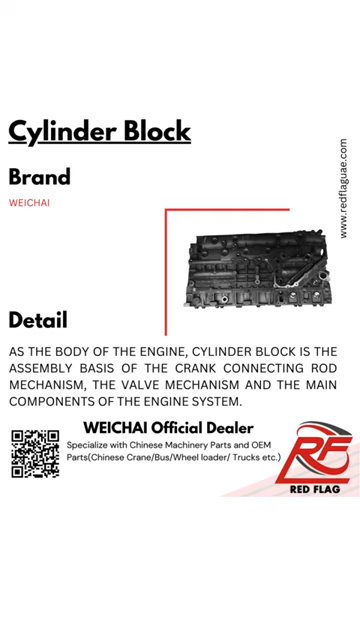 Cylinder Block
Brand
WEICHAI
www.redflaguae.com
Detail
AS THE BODY OF THE ENGINE, CYLINDER BLOCK IS THE
ASSEMBLY BASIS OF THE CRANK CONNECTING ROD
MECHANISM, THE VALVE MECHANISM AND THE MAIN
COMPONENTS OF THE ENGINE SYSTEM.
WEICHAI Official Dealer
Specialize with Chinese Machinery Parts and OEM
Parts(Chinese Crane/Bus/Wheel loader/ Trucks etc.)
RF
RED FLAG